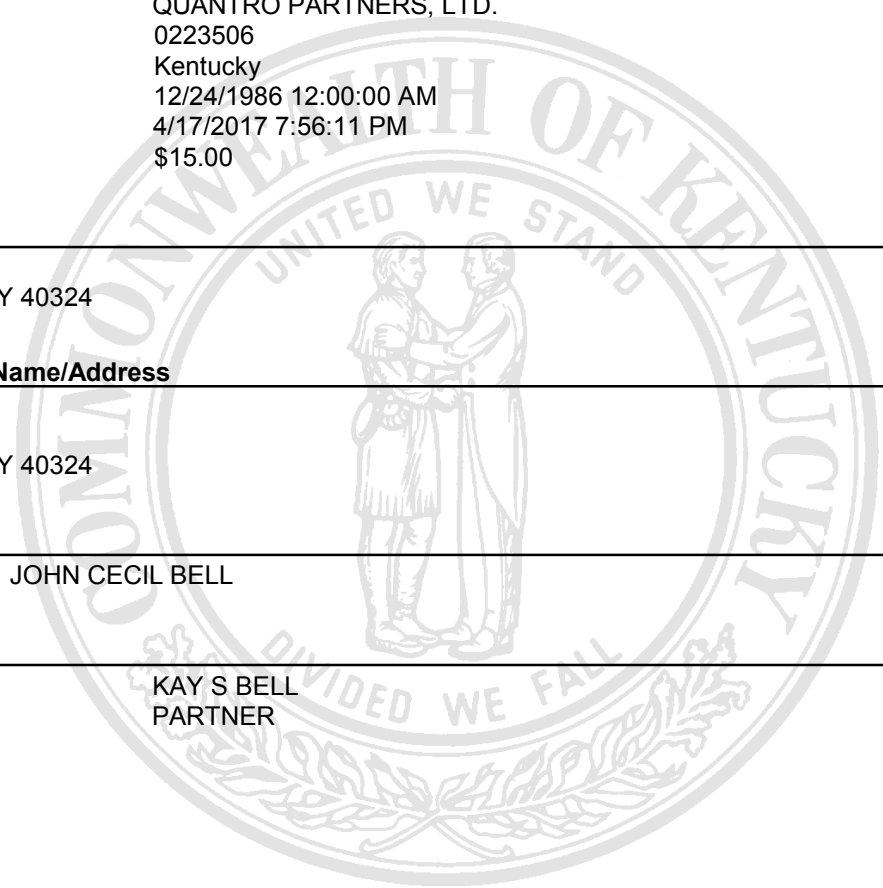 QUANTRO PARTNERS, LTD.
0223506
Kentucky
12/24/1986 12:00:00 AM
4/17/2017 7:56:11 PM
$15.00
Y 40324
Name/Address
Y 40324
JOHN CECIL BELL
KAY S BELL
PARTNER
COMMONWEALTH OF KENTUCKY
UNITED WE STAND
DIVIDED WE FALL